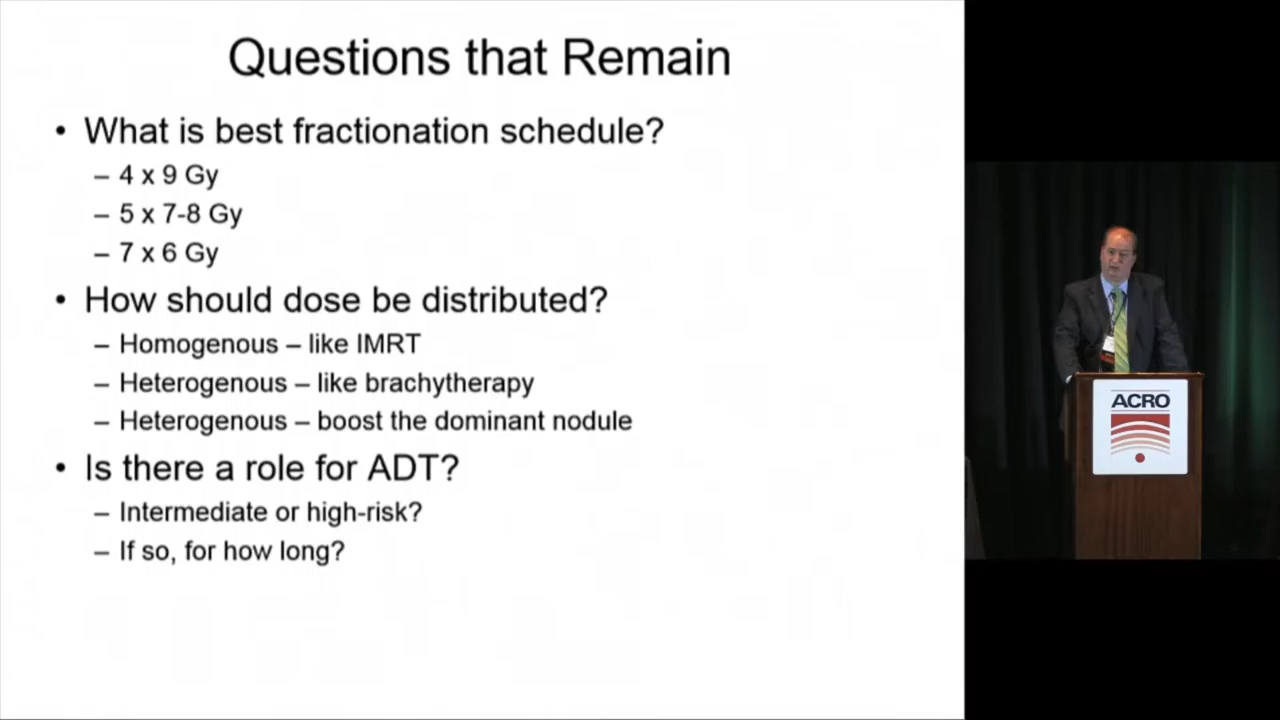 Questions that Remain
• What is best fractionation schedule?
– 4 x 9 Gy
– 5 x 7-8 Gy
– 7 x 6 Gy
• How should dose be distributed?
– Homogenous – like IMRT
– Heterogenous – like brachytherapy
– Heterogenous – boost the dominant nodule
• Is there a role for ADT?
– Intermediate or high-risk?
– If so, for how long?
ACRO